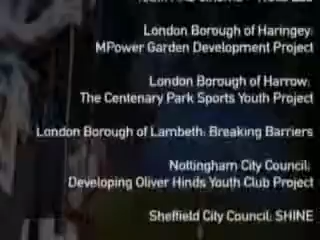 London Borough of Haringey:
MPower Garden Development Project
London Borough of Harrow:
The Centenary Park Sports Youth Project
London Borough of Lambeth: Breaking Barriers
Nottingham City Council:
Developing Oliver Hinds Youth Club Project
Sheffield City Council: SHINE